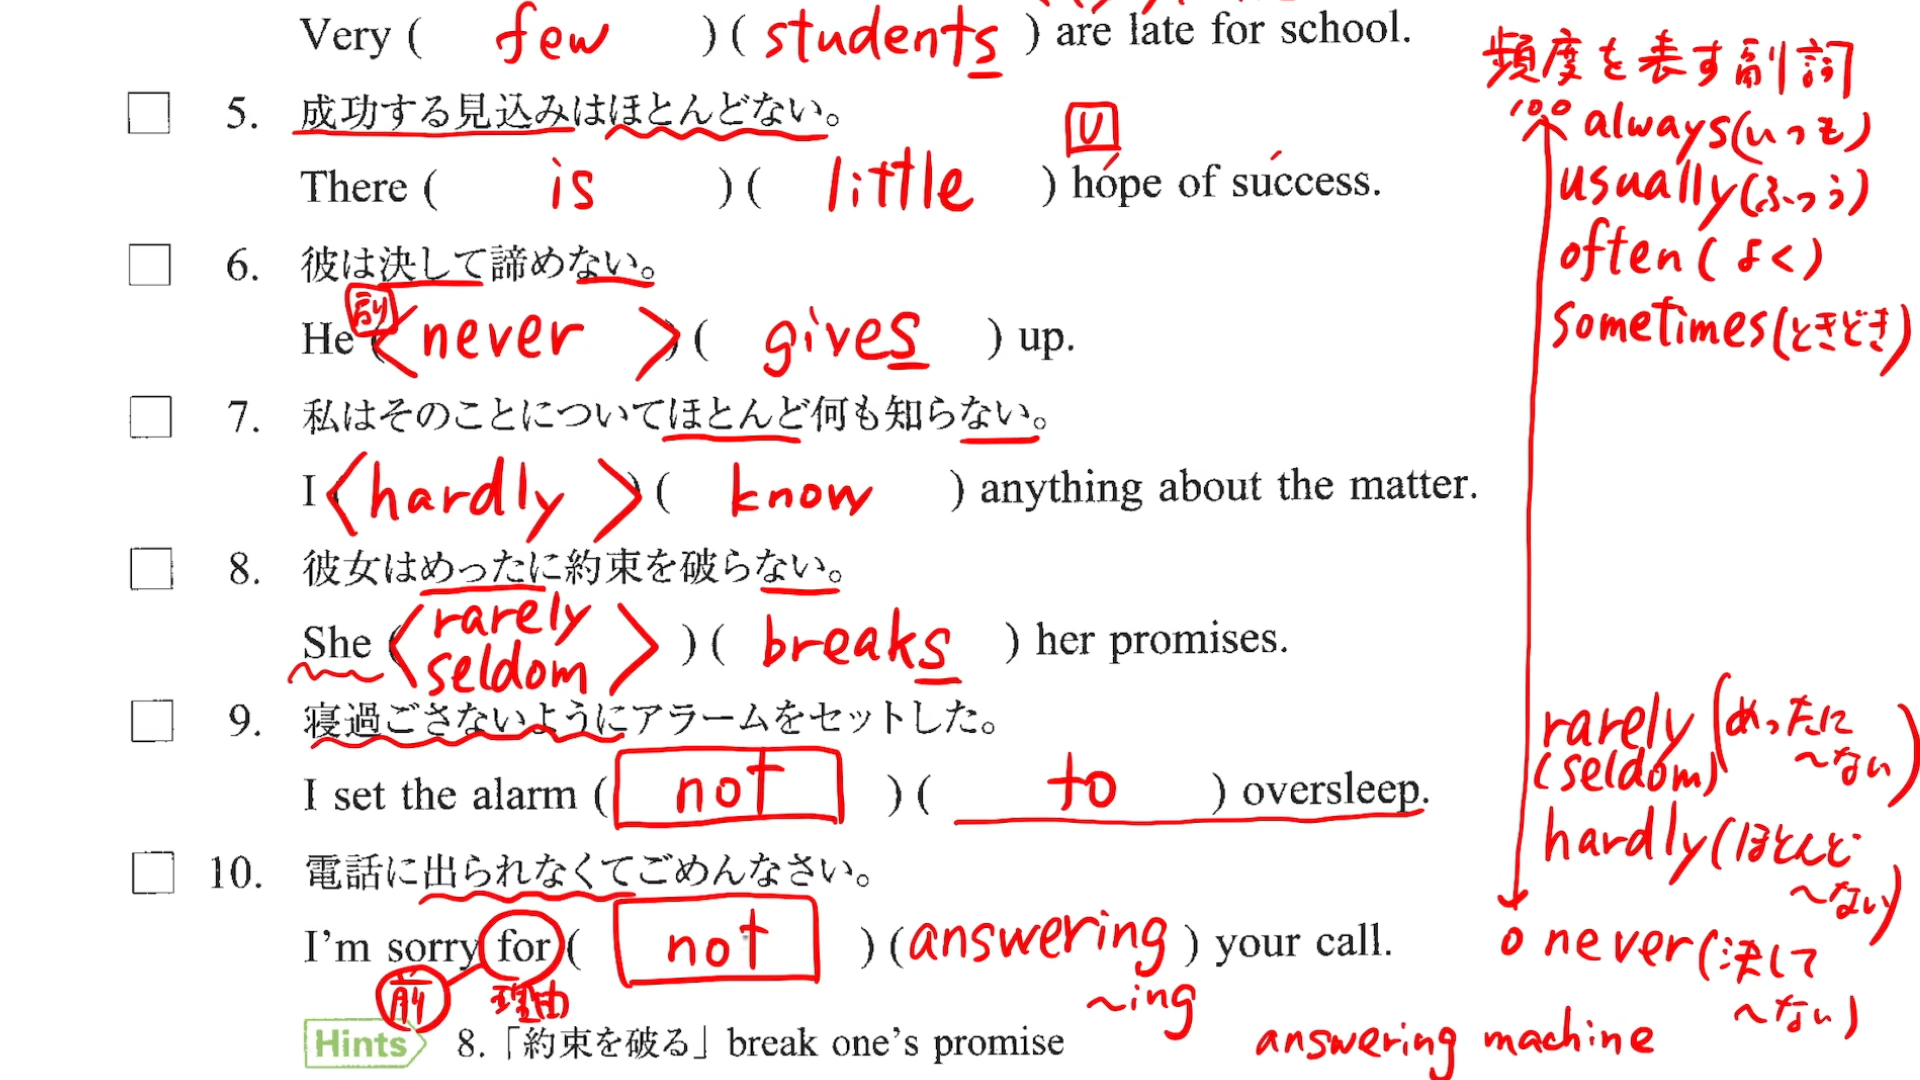 Very ( few ) ( students ) are late for school.
5. 成功する見込みはほとんどない。
U
There ( is ) ( little ) hope of success.
6. 彼は決して諦めない。
副
He (<never>) ( gives ) up.
7. 私はそのことについてほとんど何も知らない。
I (<hardly>) ( know ) anything about the matter.
8. 彼女はめったに約束を破らない。
She (<rarely
seldom> ) ( breaks ) her promises.
9. 寝過ごさないようにアラームをセットした。
I set the alarm ( not ) ( to ) oversleep.
10. 電話に出られなくてごめんなさい。
I'm sorry for ( not ) (answering) your call.
前 理由 ~ing
Hints 8.「約束を破る」break one's promise
answering machine
頻度を表す副詞
100 always(いつも)
usually(ふつう)
often(よく)
sometimes(ときどき)
rarely (めったに
(seldom) ~ない)
hardly(ほとんど
~ない)
0 never(決して
~ない)